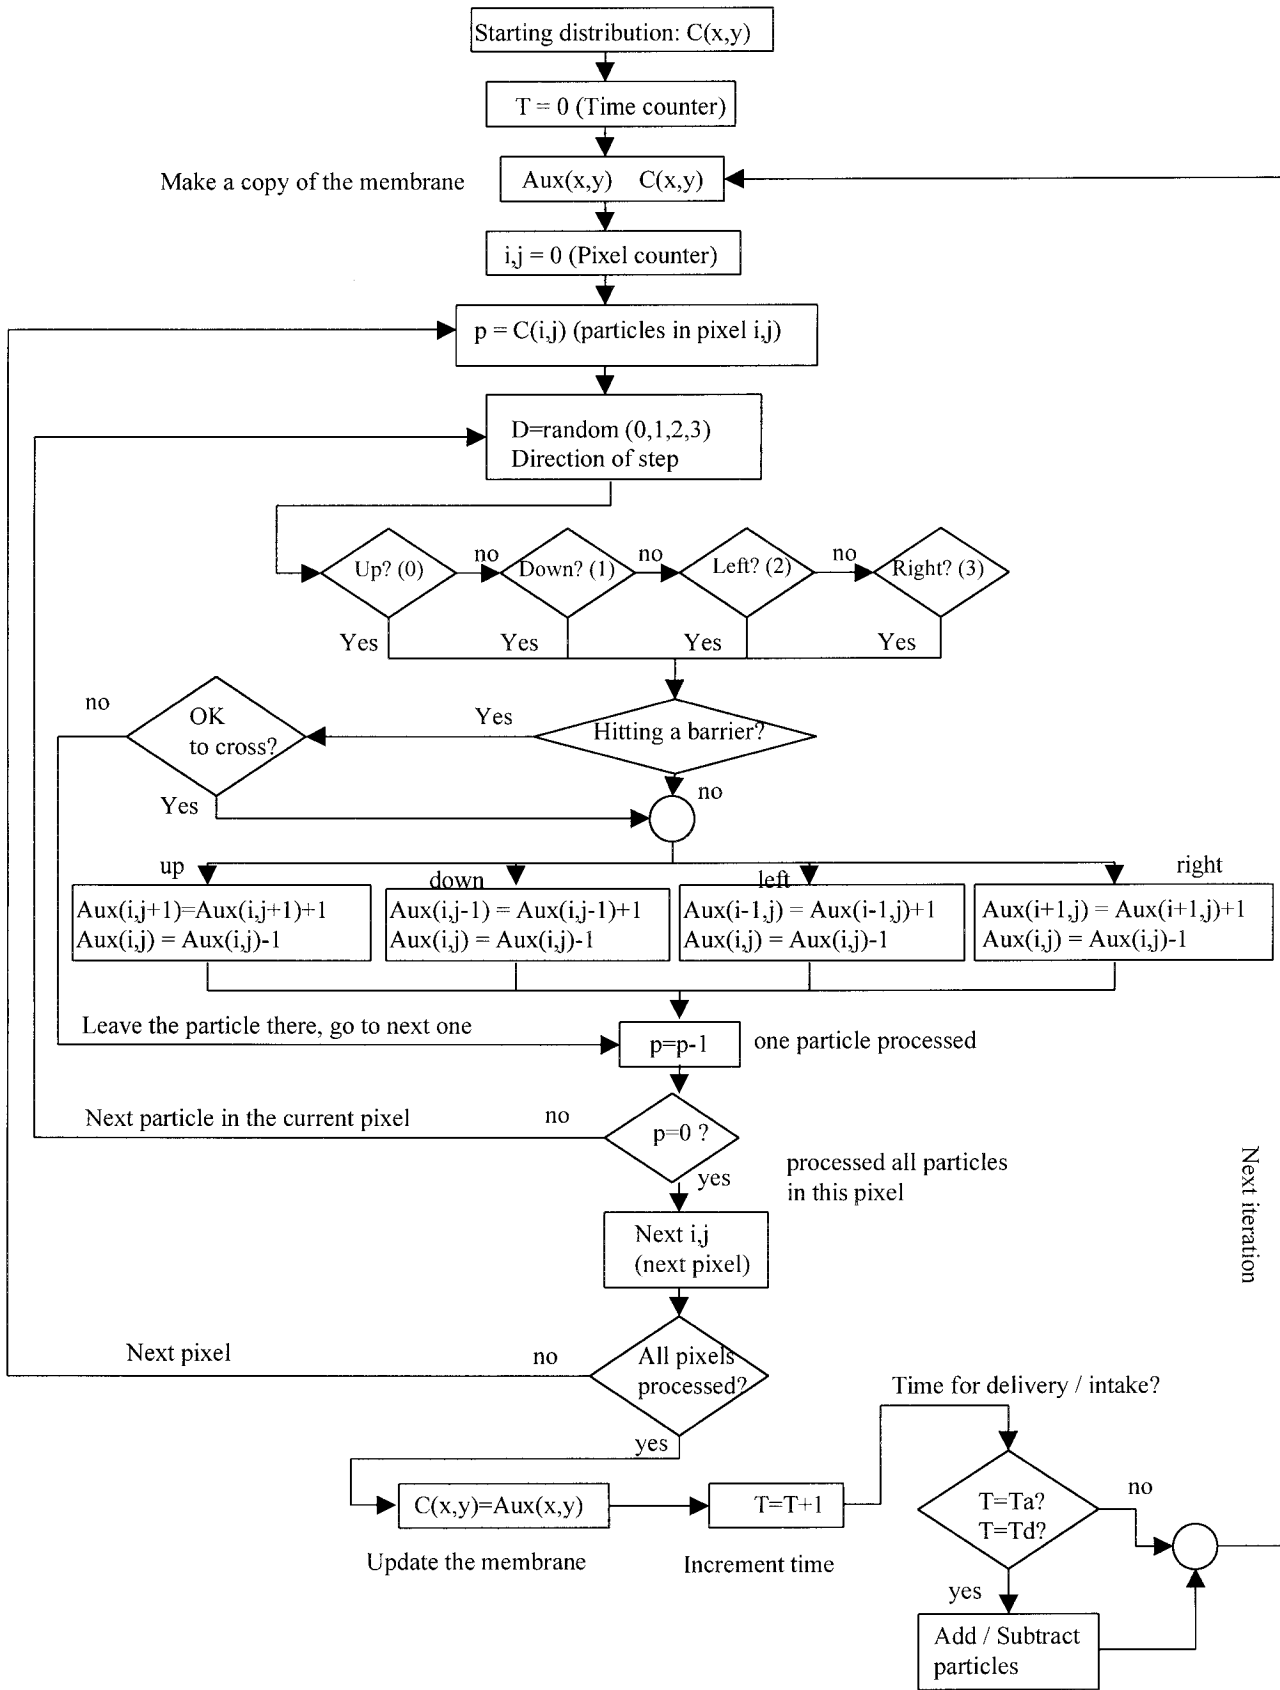 Starting distribution: C(x,y)
T = 0 (Time counter)
Make a copy of the membrane
Aux(x,y) C(x,y)
i,j = 0 (Pixel counter)
p = C(i,j) (particles in pixel i,j)
D=random (0,1,2,3)
Direction of step
Up? (0)
no
Down? (1)
no
Left? (2)
no
Right? (3)
Yes
Yes
Yes
Yes
no
OK
to cross?
Yes
Hitting a barrier?
Yes
no
up
down
left
right
Aux(i,j+1)=Aux(i,j+1)+1
Aux(i,j) = Aux(i,j)-1
Aux(i,j-1) = Aux(i,j-1)+1
Aux(i,j) = Aux(i,j)-1
Aux(i-1,j) = Aux(i-1,j)+1
Aux(i,j) = Aux(i,j)-1
Aux(i+1,j) = Aux(i+1,j)+1
Aux(i,j) = Aux(i,j)-1
Leave the particle there, go to next one
p=p-1
one particle processed
Next particle in the current pixel
no
p=0 ?
yes
processed all particles
in this pixel
Next iteration
Next i,j
(next pixel)
Next pixel
no
All pixels
processed?
yes
Time for delivery / intake?
C(x,y)=Aux(x,y)
T=T+1
T=Ta?
T=Td?
no
Update the membrane
Increment time
yes
Add / Subtract
particles